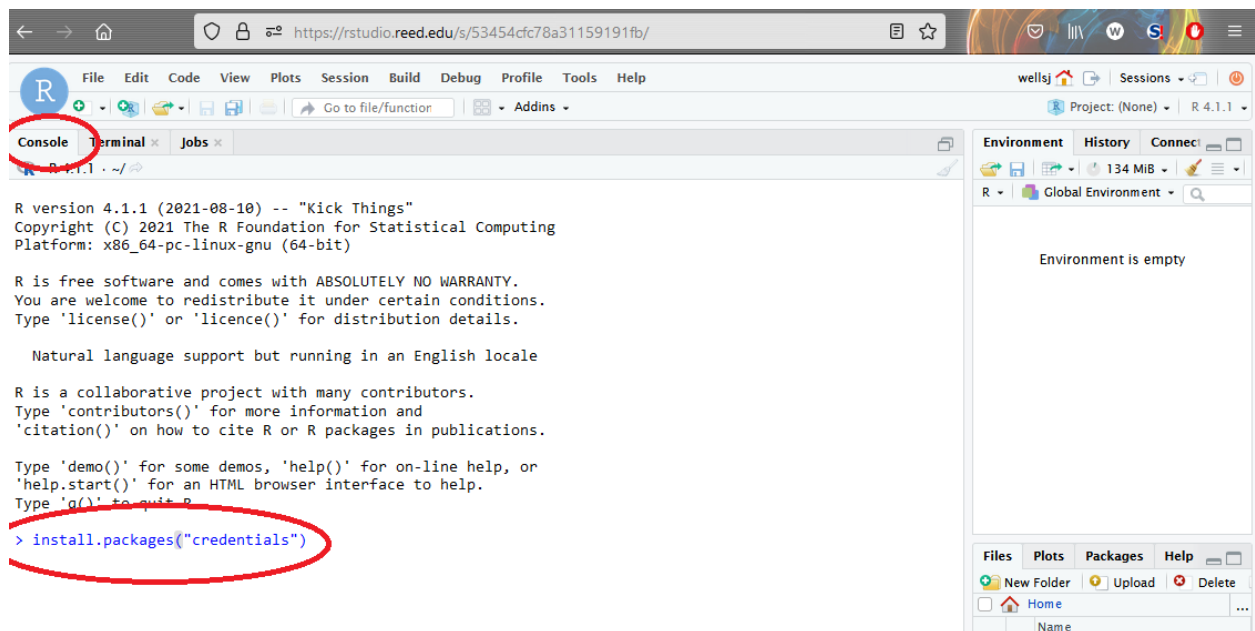 https://rstudio.reed.edu/s/53454cfc78a31159191fb/
File Edit Code View Plots Session Build Debug Profile Tools Help
wellsj Sessions
Go to file/function Addins
Project: (None) R 4.1.1
Console Terminal Jobs
R 4.1.1 · ~/
R version 4.1.1 (2021-08-10) -- "Kick Things"
Copyright (C) 2021 The R Foundation for Statistical Computing
Platform: x86_64-pc-linux-gnu (64-bit)
R is free software and comes with ABSOLUTELY NO WARRANTY.
You are welcome to redistribute it under certain conditions.
Type 'license()' or 'licence()' for distribution details.
Natural language support but running in an English locale
R is a collaborative project with many contributors.
Type 'contributors()' for more information and
'citation()' on how to cite R or R packages in publications.
Type 'demo()' for some demos, 'help()' for on-line help, or
'help.start()' for an HTML browser interface to help.
Type 'q()' to quit R.
> install.packages("credentials")
Environment History Connec
134 MiB
R Global Environment
Environment is empty
Files Plots Packages Help
New Folder Upload Delete
Home ...
Name